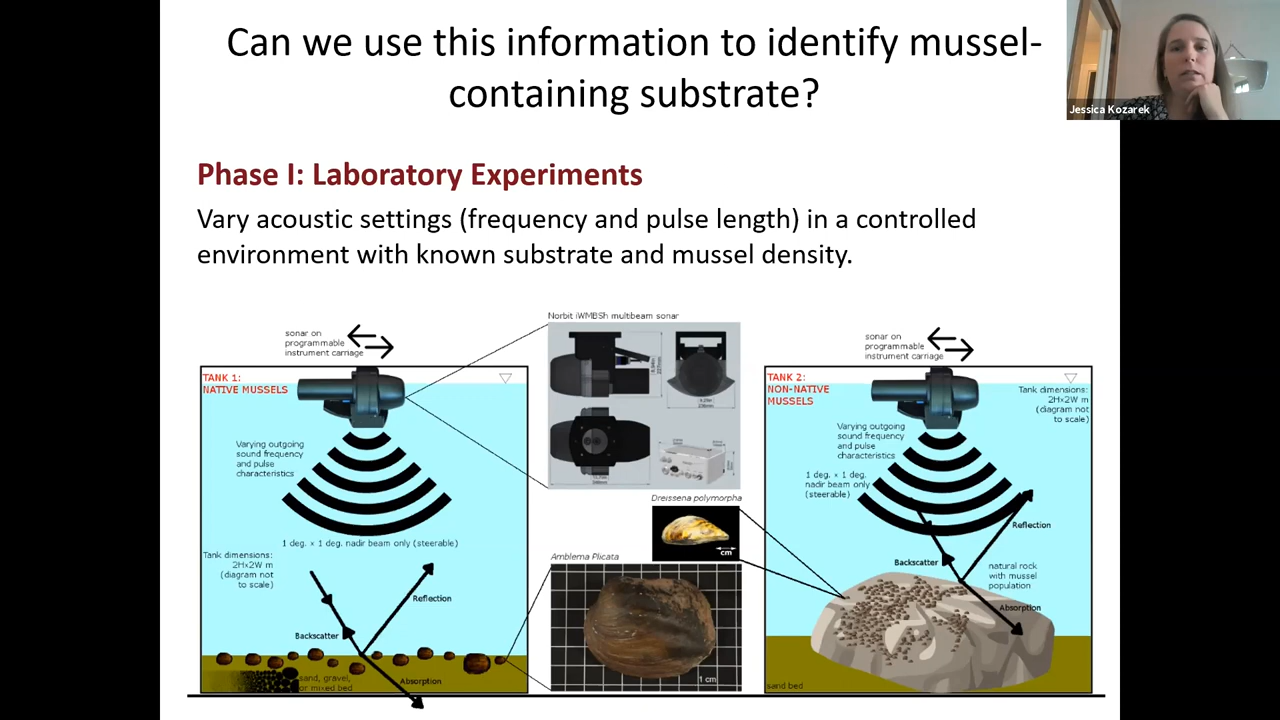 Can we use this information to identify mussel-
containing substrate?
Jessica Kozarek
Phase I: Laboratory Experiments
Vary acoustic settings (frequency and pulse length) in a controlled
environment with known substrate and mussel density.
sonar on
programmable
instrument carriage
TANK 1:
NATIVE MUSSELS
Varying outgoing
sound frequency
and pulse
characteristics
1 deg. x 1 deg. nadir beam only (steerable)
Tank dimensions:
2Hx2W m
(diagram not
to scale)
Backscatter
Reflection
Absorption
sand, gravel,
or mixed bed
Norbit iWMBSh multibeam sonar
Dreissena polymorpha
cm
Amblema Plicata
1 cm
sonar on
programmable
instrument carriage
TANK 2:
NON-NATIVE
MUSSELS
Tank dimensions:
2Hx2W m
(diagram not
to scale)
Varying outgoing
sound frequency
and pulse
characteristics
1 deg. x 1 deg.
nadir beam only
(steerable)
Reflection
Backscatter
natural rock
with mussel
population
Absorption
sand bed